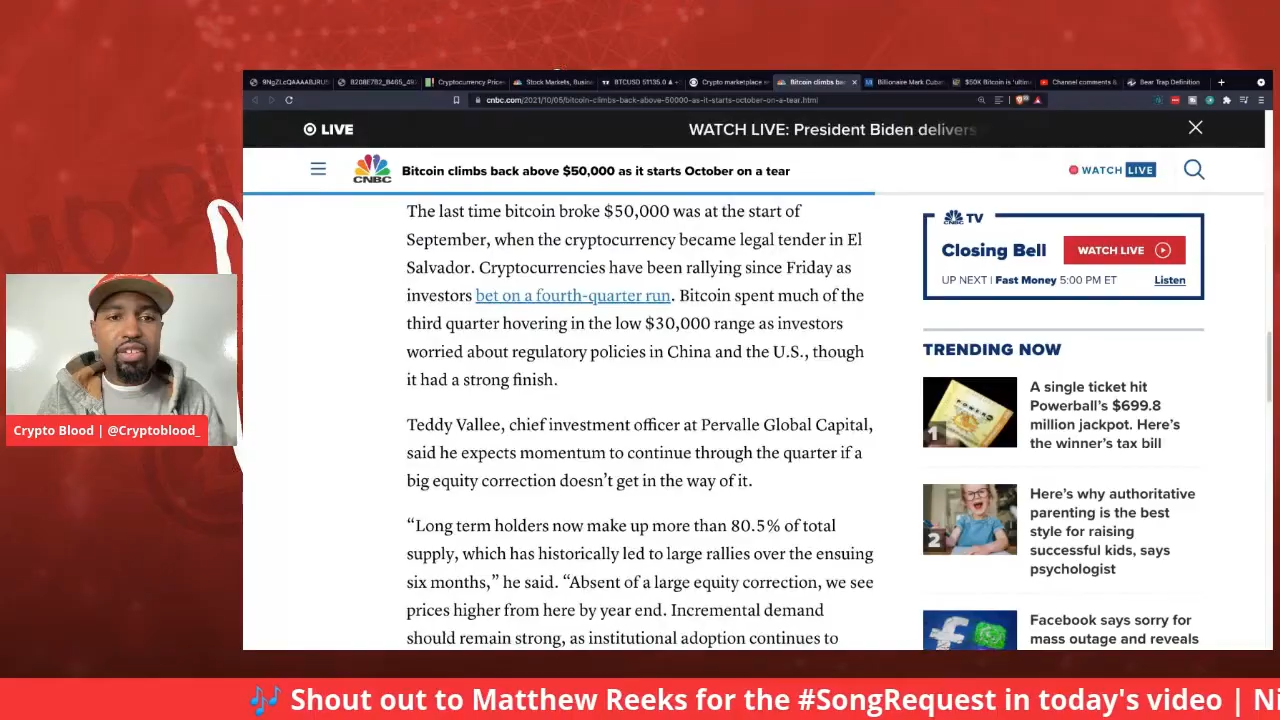 9NgZLcQAAAABJRU5
B208E7B2_B465_493
Cryptocurrency Price
Stock Markets, Busine
BTCUSD 51135.0 ▲ +
Crypto marketplace s
Bitcoin climbs ba
Billionaire Mark Cuba
$50K Bitcoin is 'ultim
Channel comments &
Bear Trap Definition
cnbc.com/2021/10/05/bitcoin-climbs-back-above-50000-as-it-starts-october-on-a-tear.html
LIVE
WATCH LIVE: President Biden delivers
CNBC
Bitcoin climbs back above $50,000 as it starts October on a tear
WATCH LIVE
The last time bitcoin broke $50,000 was at the start of
September, when the cryptocurrency became legal tender in El
Salvador. Cryptocurrencies have been rallying since Friday as
investors bet on a fourth-quarter run. Bitcoin spent much of the
third quarter hovering in the low $30,000 range as investors
worried about regulatory policies in China and the U.S., though
it had a strong finish.
Teddy Vallee, chief investment officer at Pervalle Global Capital,
said he expects momentum to continue through the quarter if a
big equity correction doesn't get in the way of it.
“Long term holders now make up more than 80.5% of total
supply, which has historically led to large rallies over the ensuing
six months,” he said. “Absent of a large equity correction, we see
prices higher from here by year end. Incremental demand
should remain strong, as institutional adoption continues to
CNBC TV
Closing Bell
WATCH LIVE
UP NEXT | Fast Money 5:00 PM ET
Listen
TRENDING NOW
1
A single ticket hit
Powerball's $699.8
million jackpot. Here's
the winner's tax bill
2
Here's why authoritative
parenting is the best
style for raising
successful kids, says
psychologist
Facebook says sorry for
mass outage and reveals
Crypto Blood | @Cryptoblood_
🎶 Shout out to Matthew Reeks for the #SongRequest in today's video | Ni